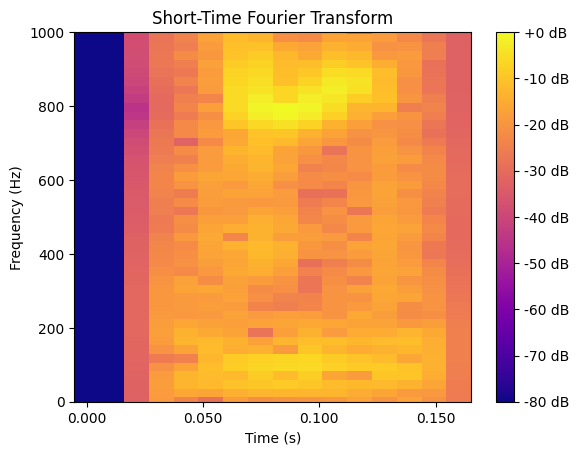 Short-Time Fourier Transform
1000
800
600
400
200
0
Frequency (Hz)
0.000
0.050
0.100
0.150
Time (s)
+0 dB
-10 dB
-20 dB
-30 dB
-40 dB
-50 dB
-60 dB
-70 dB
-80 dB